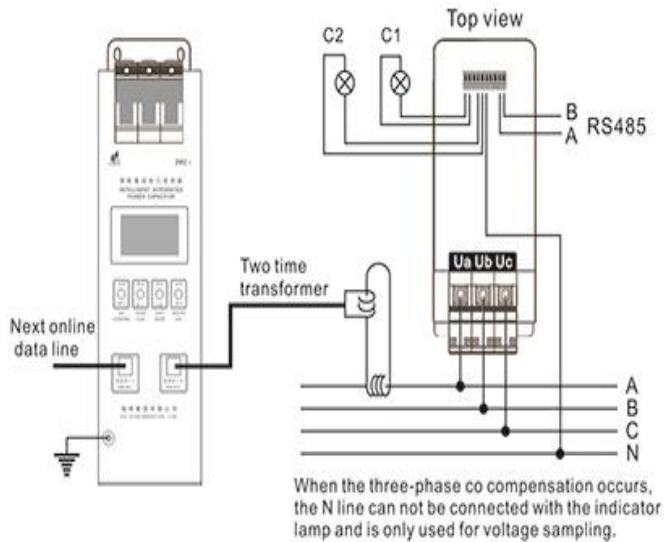 Top view
C2
C1
B
A
RS485
INTELLIGENT INTEGRATED
POWER CAPACITOR
Ua Ub Uc
Two time
transformer
Next online
data line
A
B
C
N
When the three-phase co compensation occurs,
the N line can not be connected with the indicator
lamp and is only used for voltage sampling.